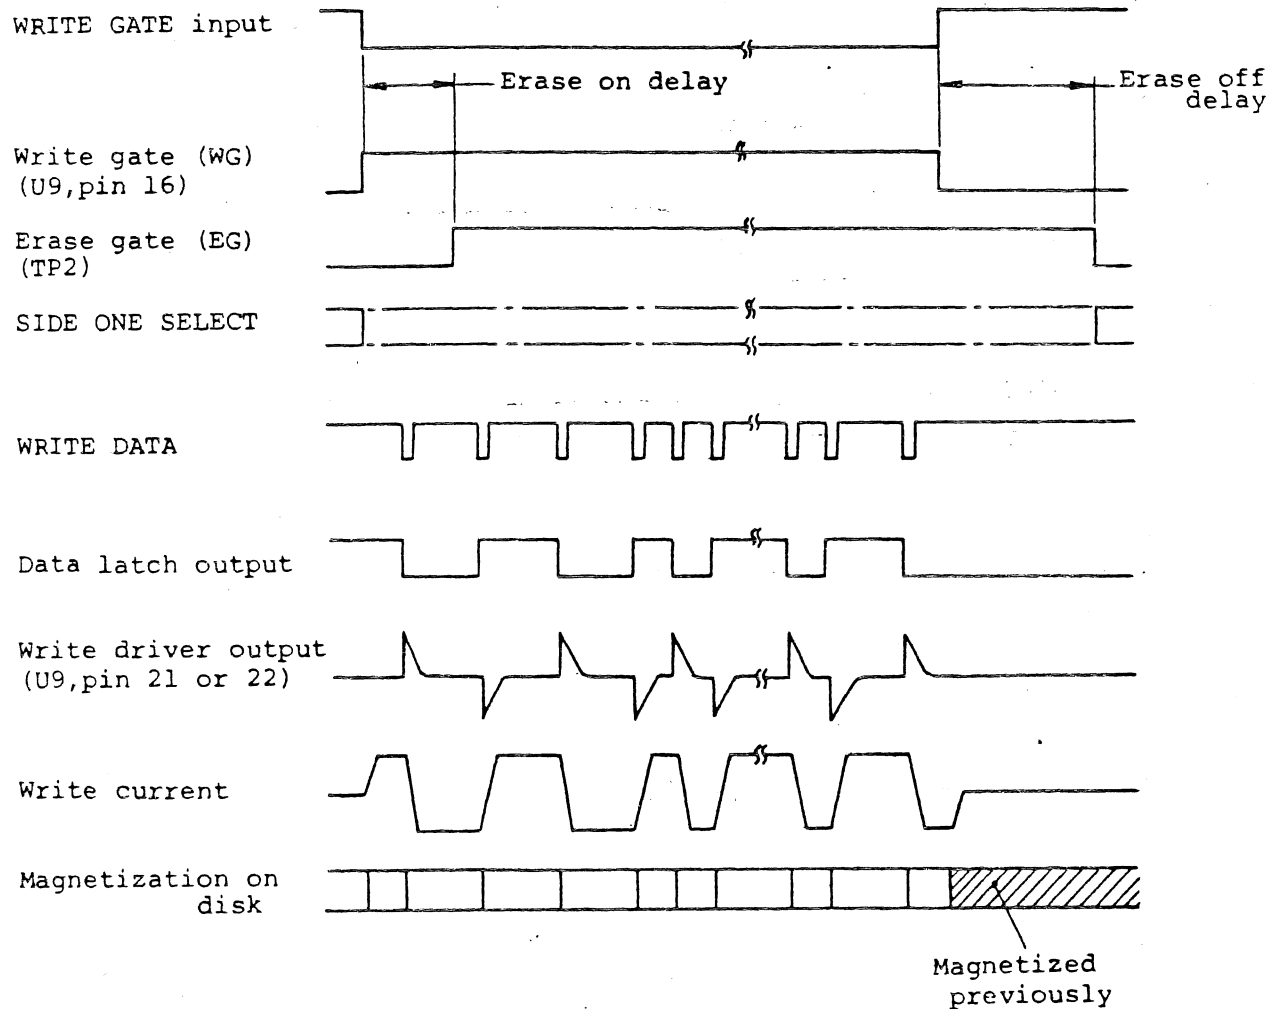 WRITE GATE input
Erase on delay
Erase off
delay
Write gate (WG)
(U9,pin 16)
Erase gate (EG)
(TP2)
SIDE ONE SELECT
WRITE DATA
Data latch output
Write driver output
(U9,pin 21 or 22)
Write current
Magnetization on
disk
Magnetized
previously